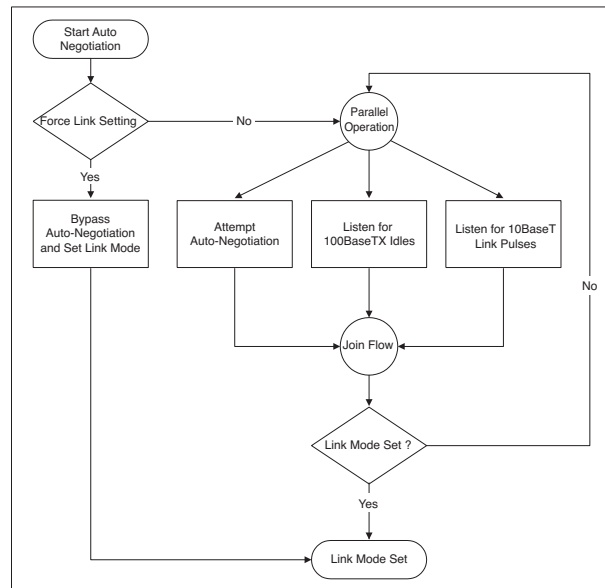 Start Auto
Negotiation
Force Link Setting
No
Parallel
Operation
Yes
Bypass
Auto-Negotiation
and Set Link Mode
Attempt
Auto-Negotiation
Listen for
100BaseTX Idles
Listen for 10BaseT
Link Pulses
No
Join Flow
Link Mode Set ?
Yes
Link Mode Set